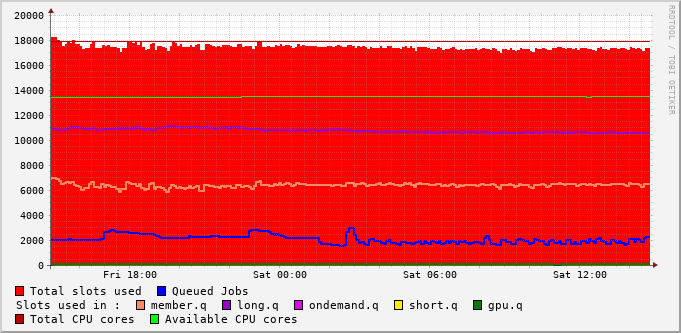 RRDTOOL / TOBI OETIKER
20000
18000
16000
14000
12000
10000
8000
6000
4000
2000
0
Fri 18:00 Sat 00:00 Sat 06:00 Sat 12:00
Total slots used Queued Jobs
Slots used in : member.q long.q ondemand.q short.q gpu.q
Total CPU cores Available CPU cores